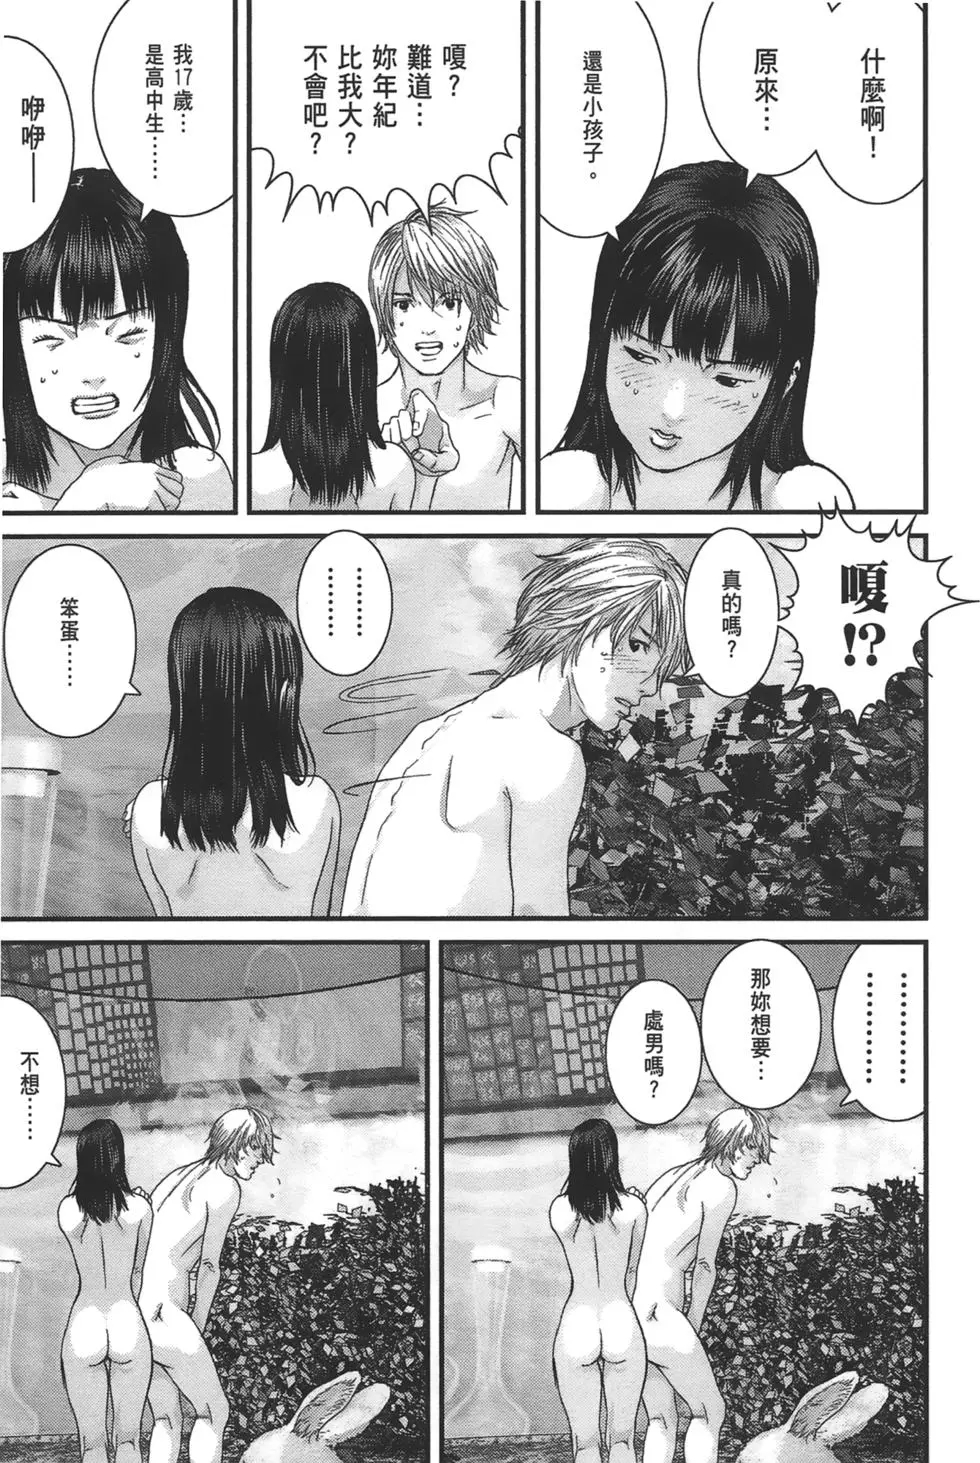 什麼啊！
原來…
還是小孩子。
嗄？
難道…
妳年紀
比我大？
不會吧？
我17歲…
是高中生……
咿咿——
嗄!?
真的嗎？
………
………
笨蛋……
………
………
那妳想要…
處男嗎？
不想……